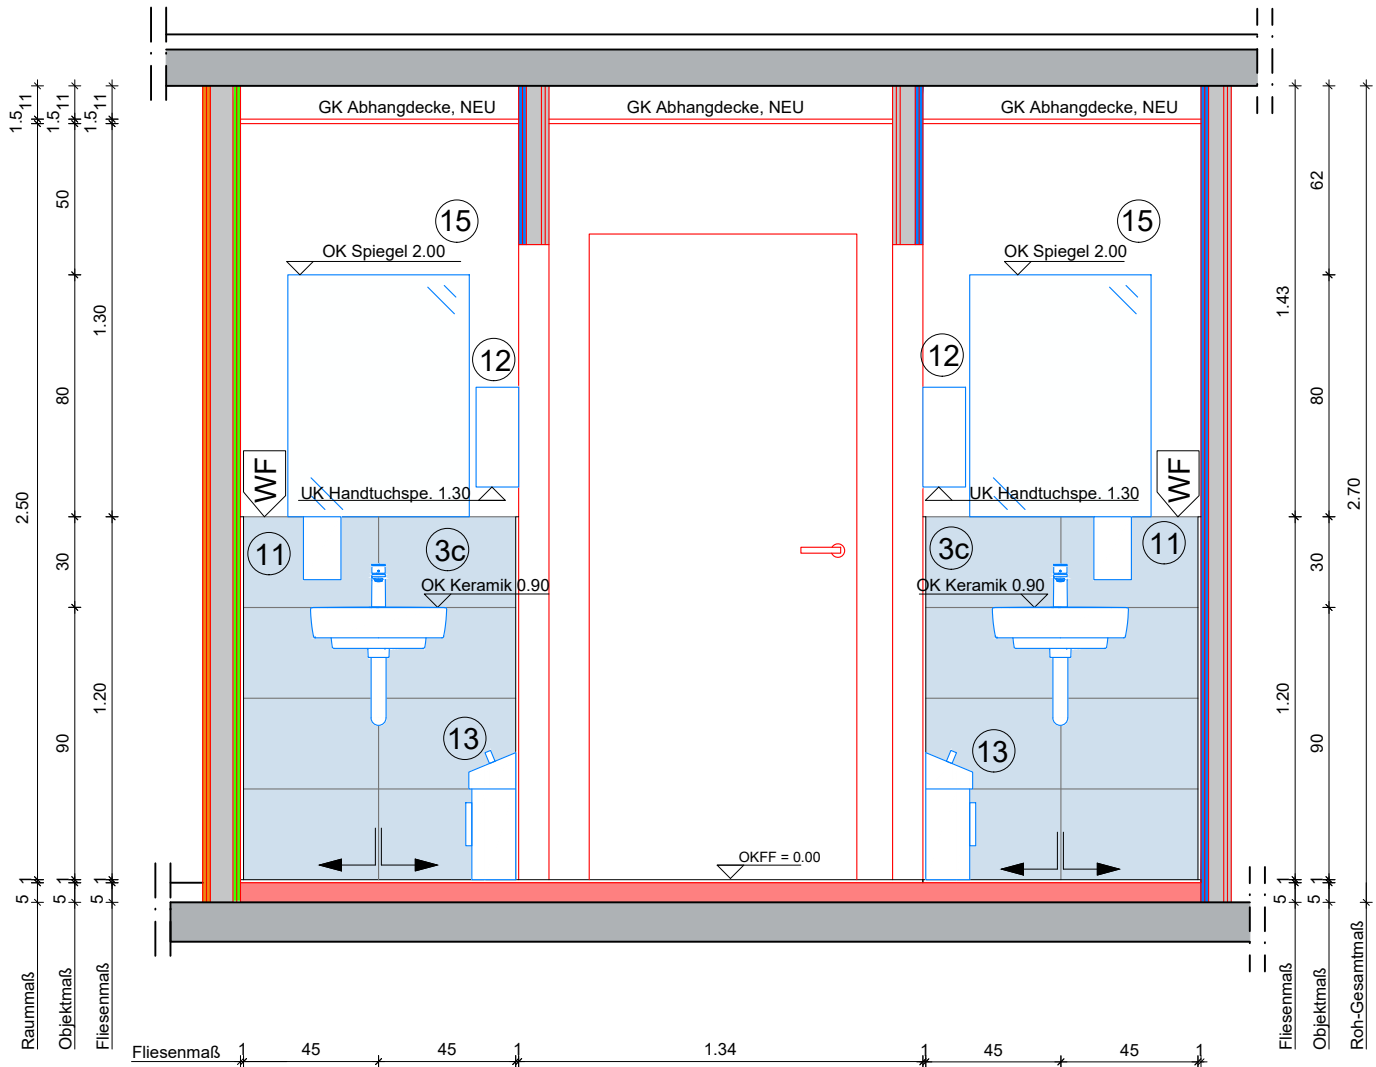 GK Abhangdecke, NEU
GK Abhangdecke, NEU
GK Abhangdecke, NEU
15
15
OK Spiegel 2.00
OK Spiegel 2.00
12
12
WF
WF
UK Handtuchspe. 1.30
UK Handtuchspe. 1.30
11
3c
3c
11
OK Keramik 0.90
OK Keramik 0.90
13
13
OKFF = 0.00
11
1.5
2.50
1
5
Raummaß
11
1.5
50
80
30
90
1
5
Objektmaß
11
1.5
1.30
1.20
1
5
Fliesenmaß
1.43
1.20
1
5
Fliesenmaß
62
80
30
90
1
5
Objektmaß
2.70
Roh-Gesamtmaß
Fliesenmaß 1 45 45 1 1.34 1 45 45 1